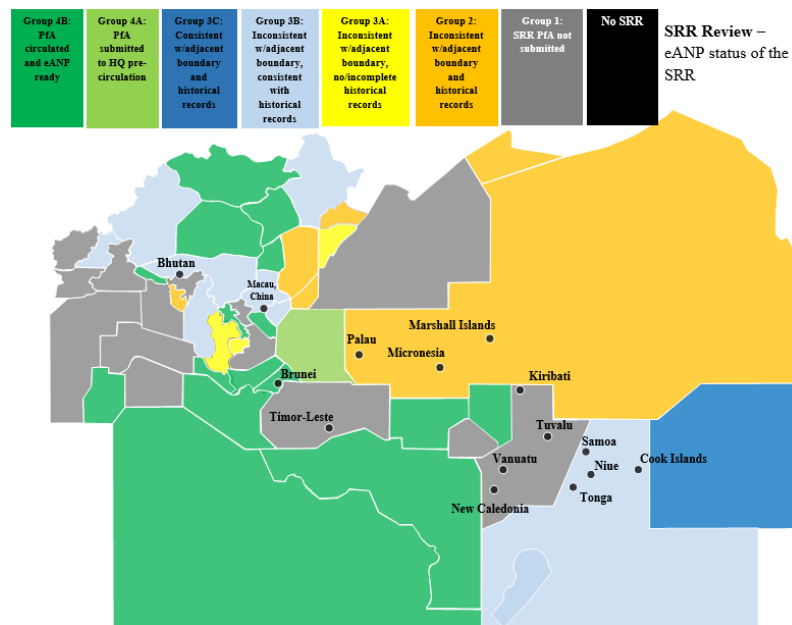 Group 4B:
PfA
circulated
and eANP
ready
Group 4A:
PfA
submitted
to HQ pre-
circulation
Group 3C:
Consistent
w/adjacent
boundary
and
historical
records
Group 3B:
Inconsistent
w/adjacent
boundary,
consistent
with
historical
records
Group 3A:
Inconsistent
w/adjacent
boundary,
no/incomplete
historical
records
Group 2:
Inconsistent
w/adjacent
boundary
and
historical
records
Group 1:
SRR PfA not
submitted
No SRR
SRR Review –
eANP status of the
SRR
Bhutan
Macau,
China
Marshall Islands
Palau
Micronesia
Brunei
Kiribati
Timor-Leste
Tuvalu
Samoa
Vanuatu
Niue
Cook Islands
New Caledonia
Tonga